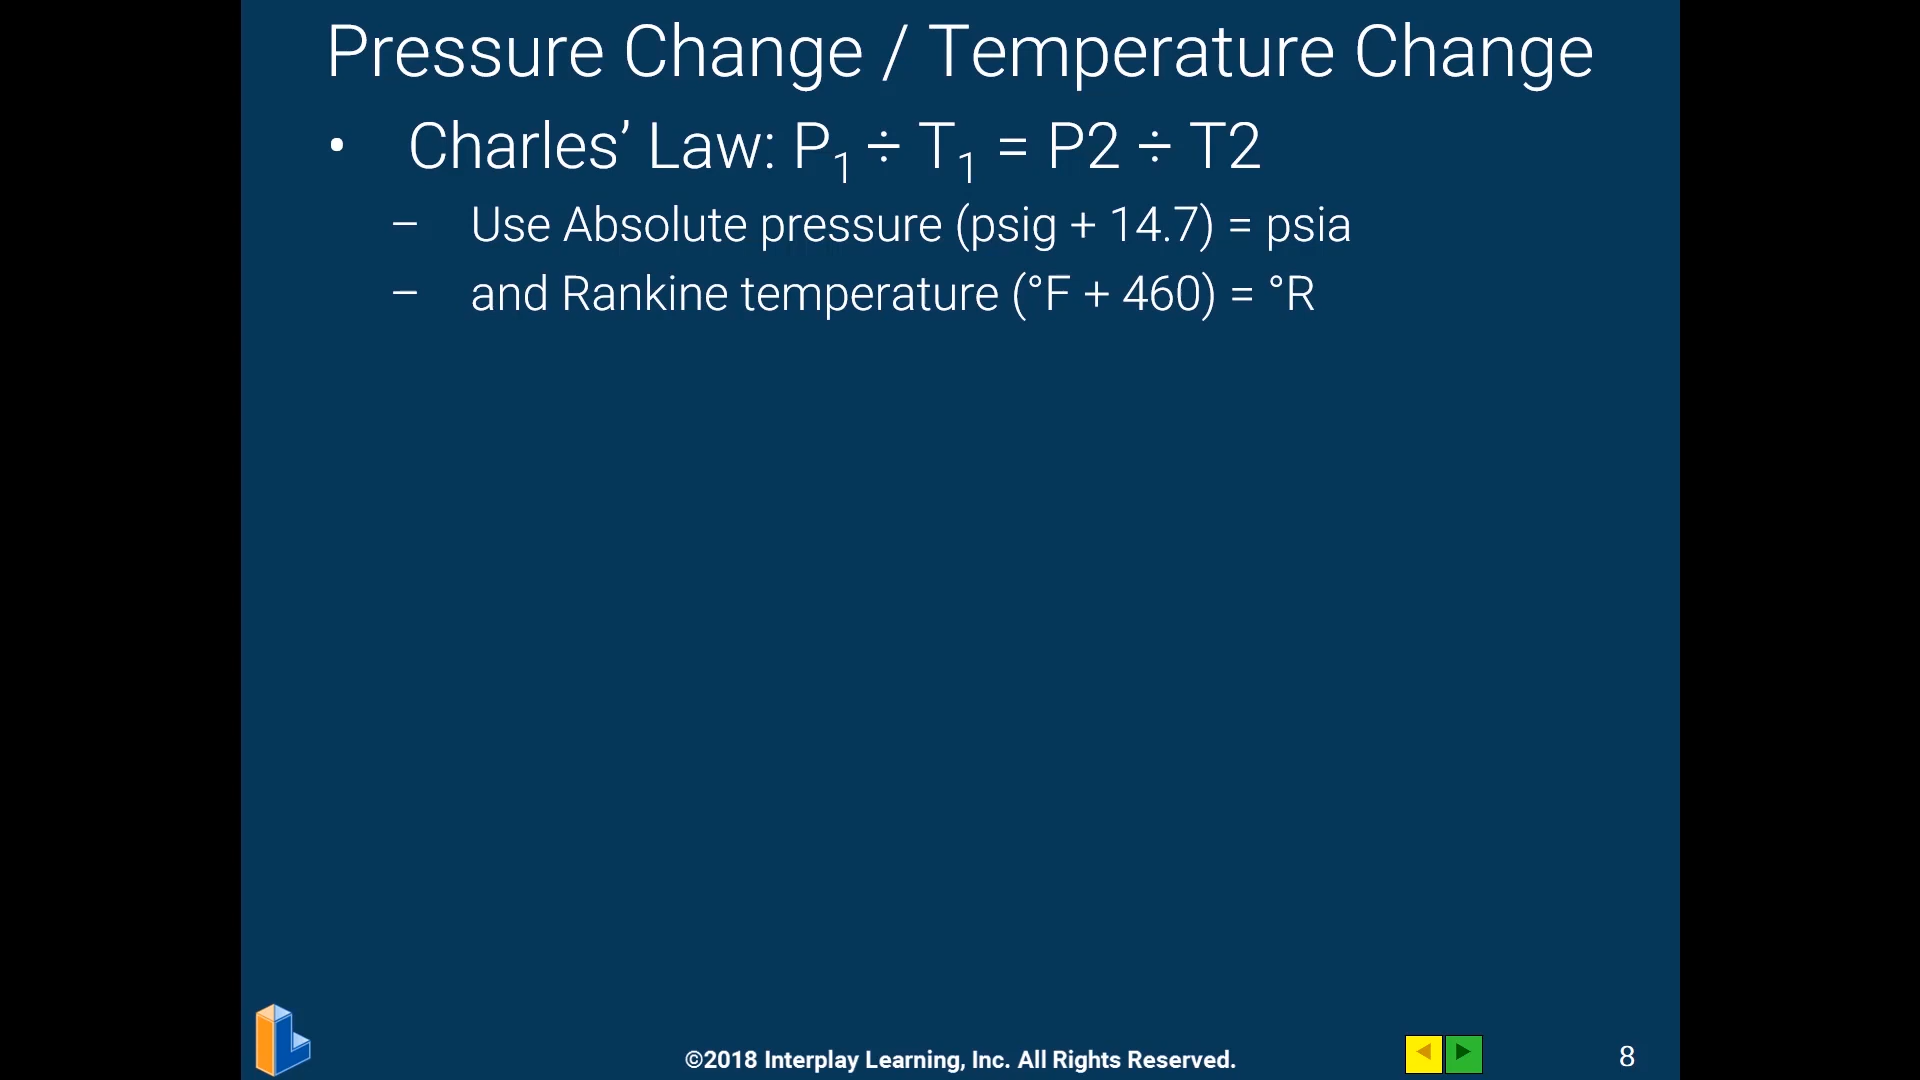 Pressure Change / Temperature Change
• Charles’ Law: P₁ ÷ T₁ = P2 ÷ T2
– Use Absolute pressure (psig + 14.7) = psia
– and Rankine temperature (°F + 460) = °R
©2018 Interplay Learning, Inc. All Rights Reserved.
8